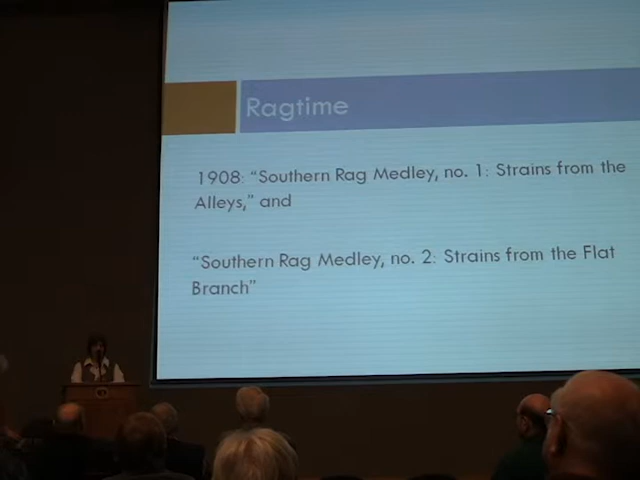 Ragtime
1908: “Southern Rag Medley, no. 1: Strains from the
Alleys,” and
“Southern Rag Medley, no. 2: Strains from the Flat
Branch”